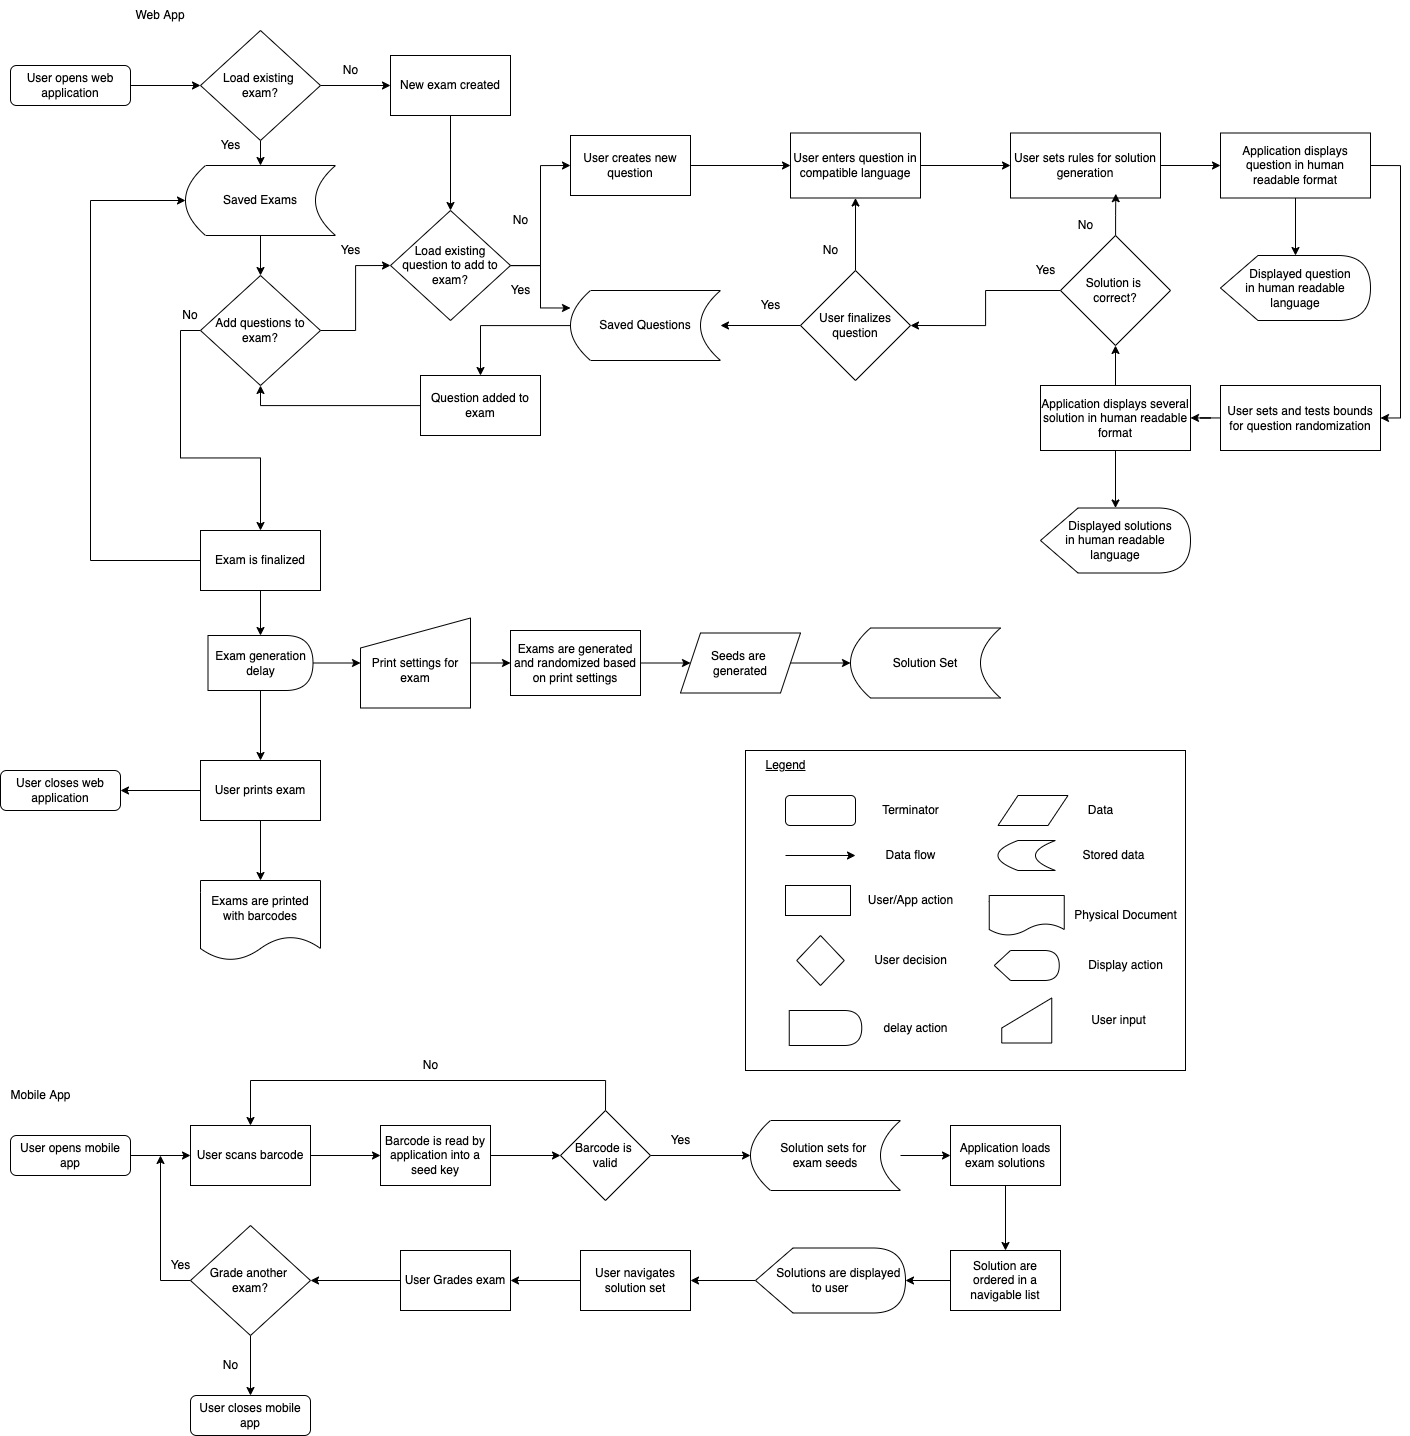 Web App
User opens web
application
Load existing
exam?
No
New exam created
Yes
Saved Exams
User creates new
question
User enters question in
compatible language
User sets rules for solution
generation
Application displays
question in human
readable format
No
No
No
Yes
Load existing
question to add to
exam?
Yes
Displayed question
in human readable
language
Solution is
correct?
Yes
Yes
Saved Questions
User finalizes
question
No
Add questions to
exam?
Question added to
exam
Application displays several
solution in human readable
format
User sets and tests bounds
for question randomization
Displayed solutions
in human readable
language
Exam is finalized
Exam generation
delay
Print settings for
exam
Exams are generated
and randomized based
on print settings
Seeds are
generated
Solution Set
User closes web
application
User prints exam
Exams are printed
with barcodes
Legend
Terminator
Data
Data flow
Stored data
User/App action
Physical Document
User decision
Display action
delay action
User input
No
Mobile App
User opens mobile
app
User scans barcode
Barcode is read by
application into a
seed key
Barcode is
valid
Yes
Solution sets for
exam seeds
Application loads
exam solutions
Yes
Grade another
exam?
User Grades exam
User navigates
solution set
Solutions are displayed
to user
Solution are
ordered in a
navigable list
No
User closes mobile
app